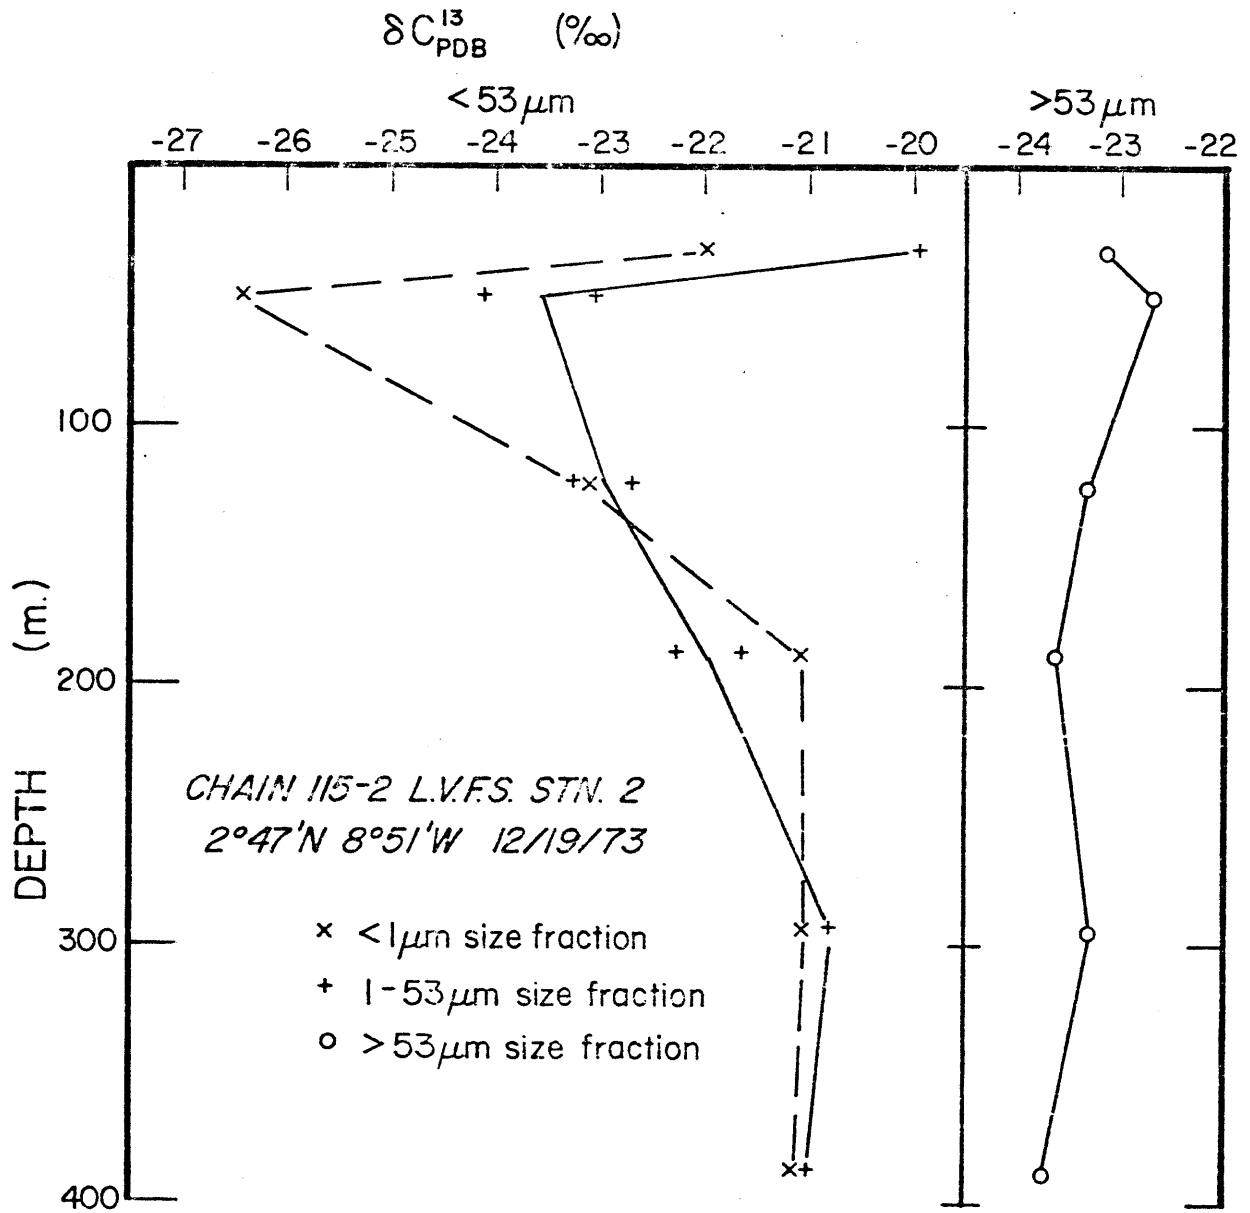 δC¹³PDB (‰)
<53μm >53μm
-27 -26 -25 -24 -23 -22 -21 -20 -24 -23 -22
100
200
300
400
DEPTH (m.)
CHAIN 115-2 L.V.F.S. STN. 2
2°47'N 8°51'W 12/19/73
× <1μm size fraction
+ 1-53μm size fraction
o >53μm size fraction